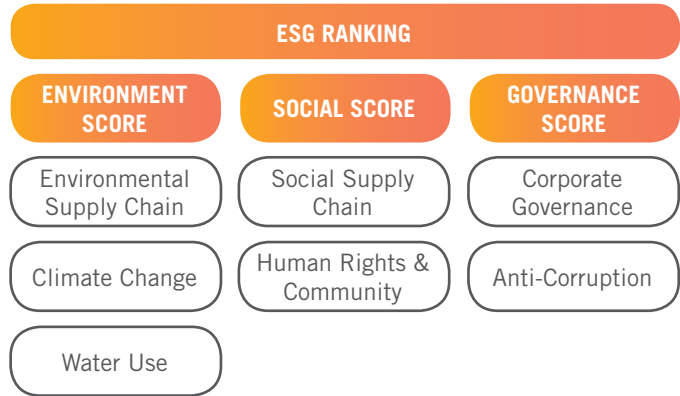 ESG RANKING
ENVIRONMENT
SCORE
SOCIAL SCORE
GOVERNANCE
SCORE
Environmental
Supply Chain
Social Supply
Chain
Corporate
Governance
Climate Change
Human Rights &
Community
Anti-Corruption
Water Use